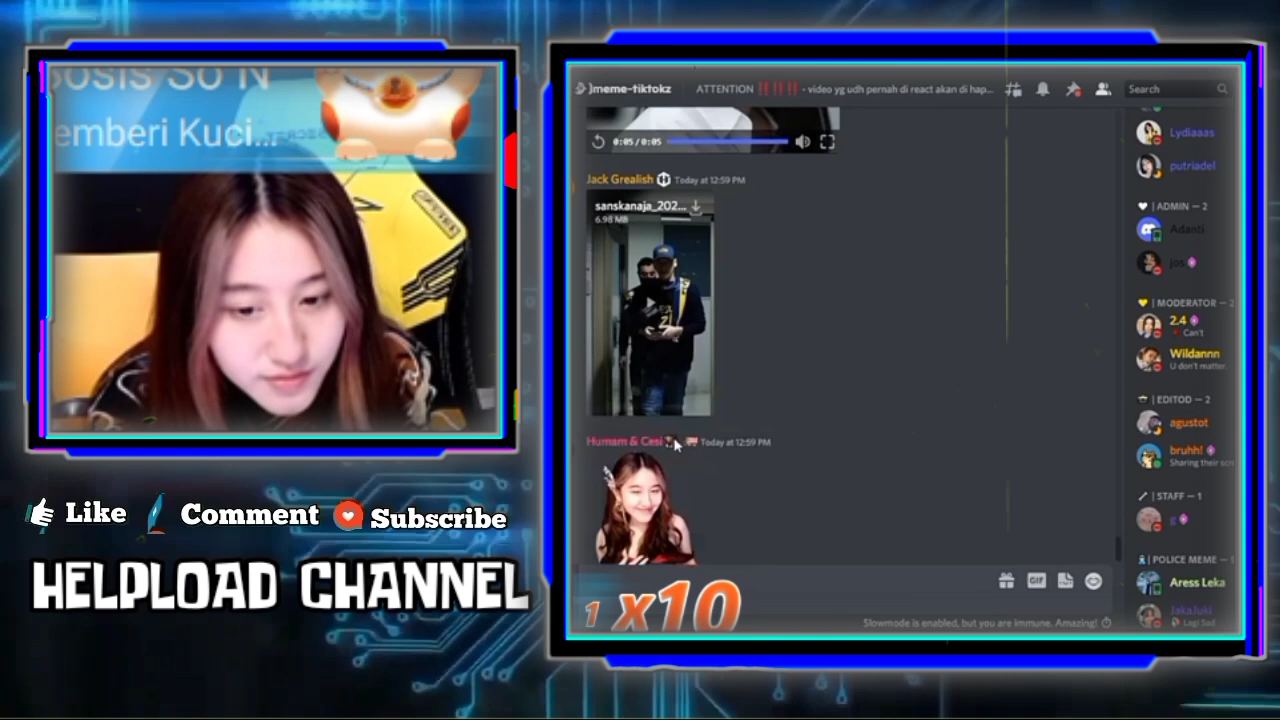 Sosis So N
emberi Kuci...
)meme-tiktokz
ATTENTION ‼‼‼ - video yg udh pernah di react akan di hap...
Search
0:05/0:05
Jack Grealish Today at 12:59 PM
sanskanaja_202...
6.98 MB
Humam & Cesi Today at 12:59 PM
1 x10
Slowmode is enabled, but you are immune. Amazing!
Lydiaaas
putriadel
| ADMIN — 2
Adanti
jos
| MODERATOR — 2
2.4
Can't
Wildannn
U don't matter.
| EDITOD — 2
agustot
bruhh!
Sharing their scr
| STAFF — 1
g
| POLICE MEME —
Aress Leka
JakaJuki
Lagi Sad
Like Comment Subscribe
HELPLOAD CHANNEL